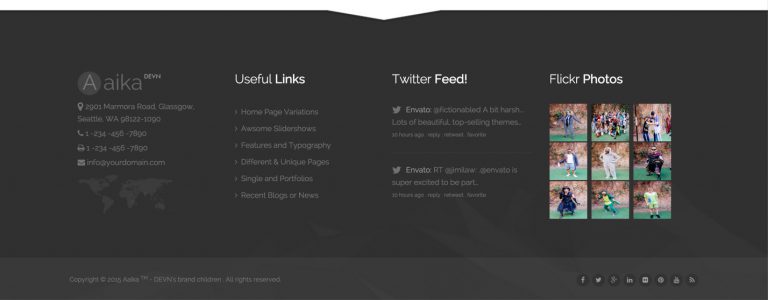 Aaika DEVN
2901 Marmora Road, Glassgow,
Seattle, WA 98122-1090
1 -234 -456 -7890
1 -234 -456 -7890
info@yourdomain.com
Useful Links
Home Page Variations
Awsome Slidershows
Features and Typography
Different & Unique Pages
Single and Portfolios
Recent Blogs or News
Twitter Feed!
Envato: @fictionabled A bit harsh...
Lots of beautiful, top-selling themes...
10 hours ago . reply . retweet . favorite
Envato: RT @jimilaw: .@envato is
super excited to be part...
10 hours ago . reply . retweet . favorite
Flickr Photos
Copyright © 2015 Aaika TM - DEVN's brand children . All rights reserved.